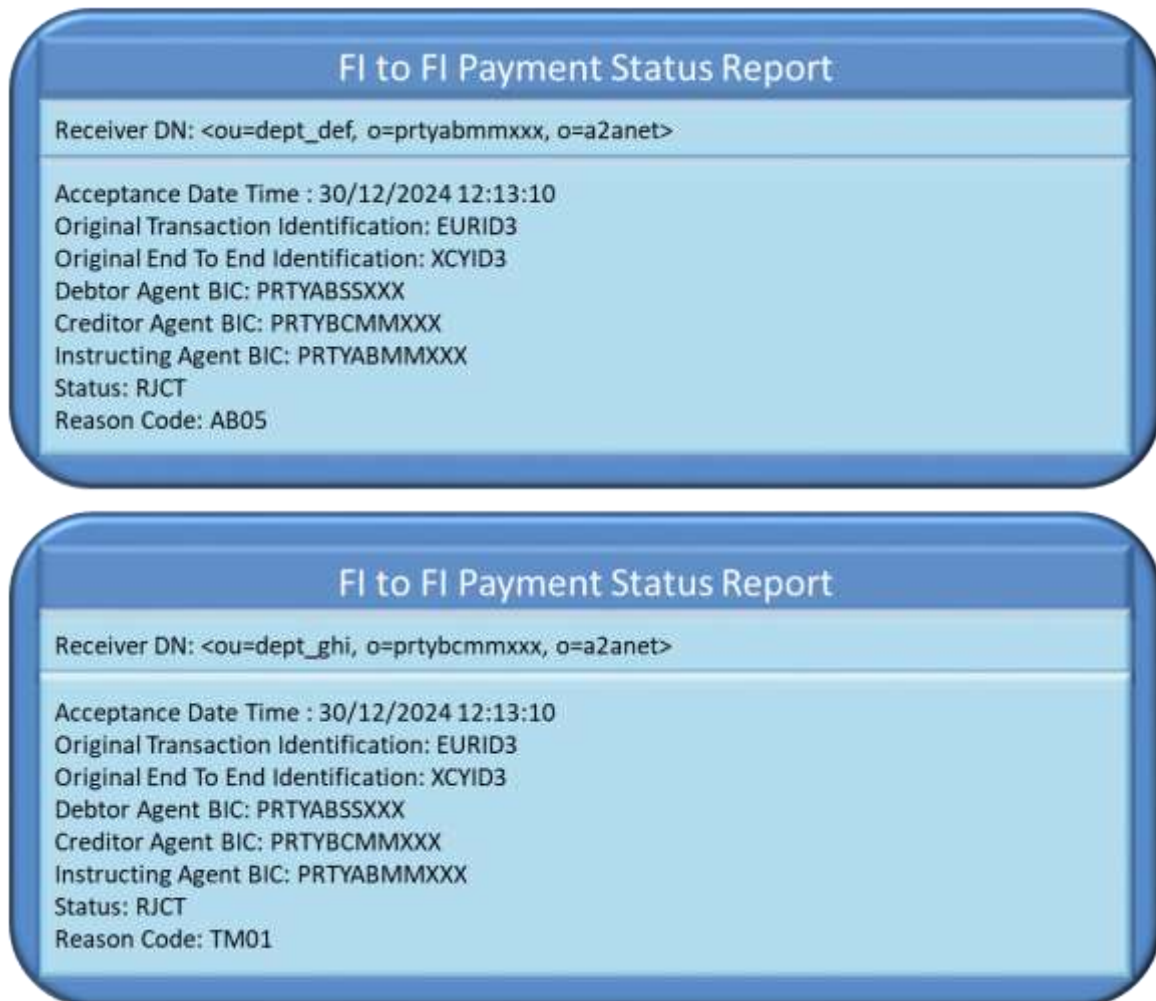 FI to FI Payment Status Report
Receiver DN: <ou=dept_def, o=prtyabmmxxx, o=a2anet>
Acceptance Date Time : 30/12/2024 12:13:10
Original Transaction Identification: EURID3
Original End To End Identification: XCYID3
Debtor Agent BIC: PRTYABSSXXX
Creditor Agent BIC: PRTYBCMMXXX
Instructing Agent BIC: PRTYABMMXXX
Status: RJCT
Reason Code: AB05
FI to FI Payment Status Report
Receiver DN: <ou=dept_ghi, o=prtybcmmxxx, o=a2anet>
Acceptance Date Time : 30/12/2024 12:13:10
Original Transaction Identification: EURID3
Original End To End Identification: XCYID3
Debtor Agent BIC: PRTYABSSXXX
Creditor Agent BIC: PRTYBCMMXXX
Instructing Agent BIC: PRTYABMMXXX
Status: RJCT
Reason Code: TM01